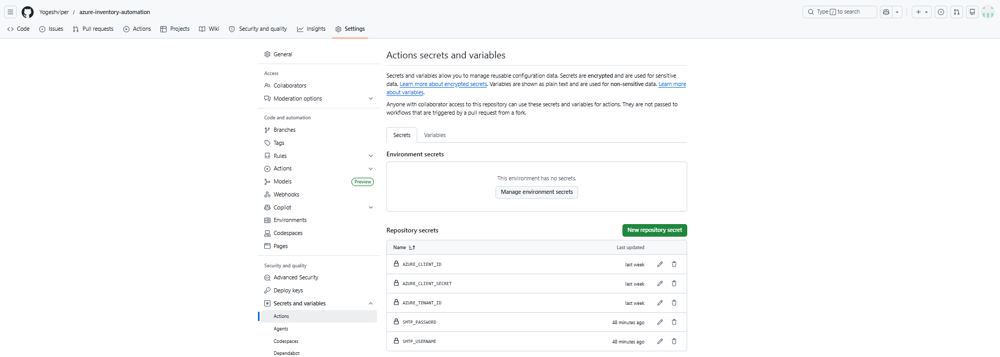 Yogeshviper / azure-inventory-automation
Type / to search
Code
Issues
Pull requests
Actions
Projects
Wiki
Security and quality
Insights
Settings
General
Access
Collaborators
Moderation options
Code and automation
Branches
Tags
Rules
Actions
Models
Preview
Webhooks
Copilot
Environments
Codespaces
Pages
Security and quality
Advanced Security
Deploy keys
Secrets and variables
Actions
Agents
Codespaces
Dependabot
Actions secrets and variables
Secrets and variables allow you to manage reusable configuration data. Secrets are encrypted and are used for sensitive
data. Learn more about encrypted secrets. Variables are shown as plain text and are used for non-sensitive data. Learn more
about variables.
Anyone with collaborator access to this repository can use these secrets and variables for actions. They are not passed to
workflows that are triggered by a pull request from a fork.
Secrets
Variables
Environment secrets
This environment has no secrets.
Manage environment secrets
Repository secrets
New repository secret
Name
Last updated
AZURE_CLIENT_ID
last week
AZURE_CLIENT_SECRET
last week
AZURE_TENANT_ID
last week
SMTP_PASSWORD
48 minutes ago
SMTP_USERNAME
48 minutes ago